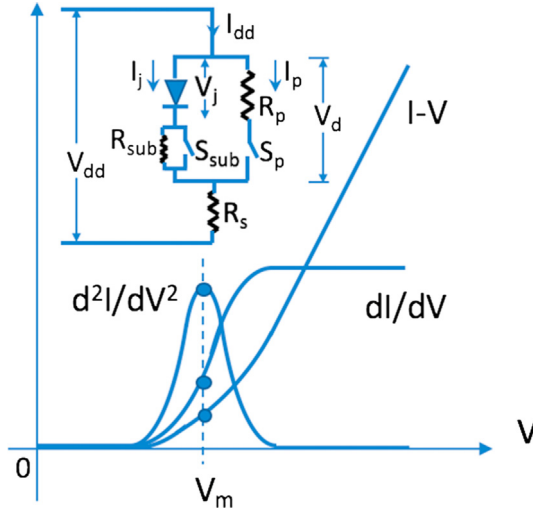 I_dd
I_j V_j I_p
R_p V_d I-V
V_dd R_sub S_sub S_p
R_s
d²I/dV² dI/dV
0 V
V_m